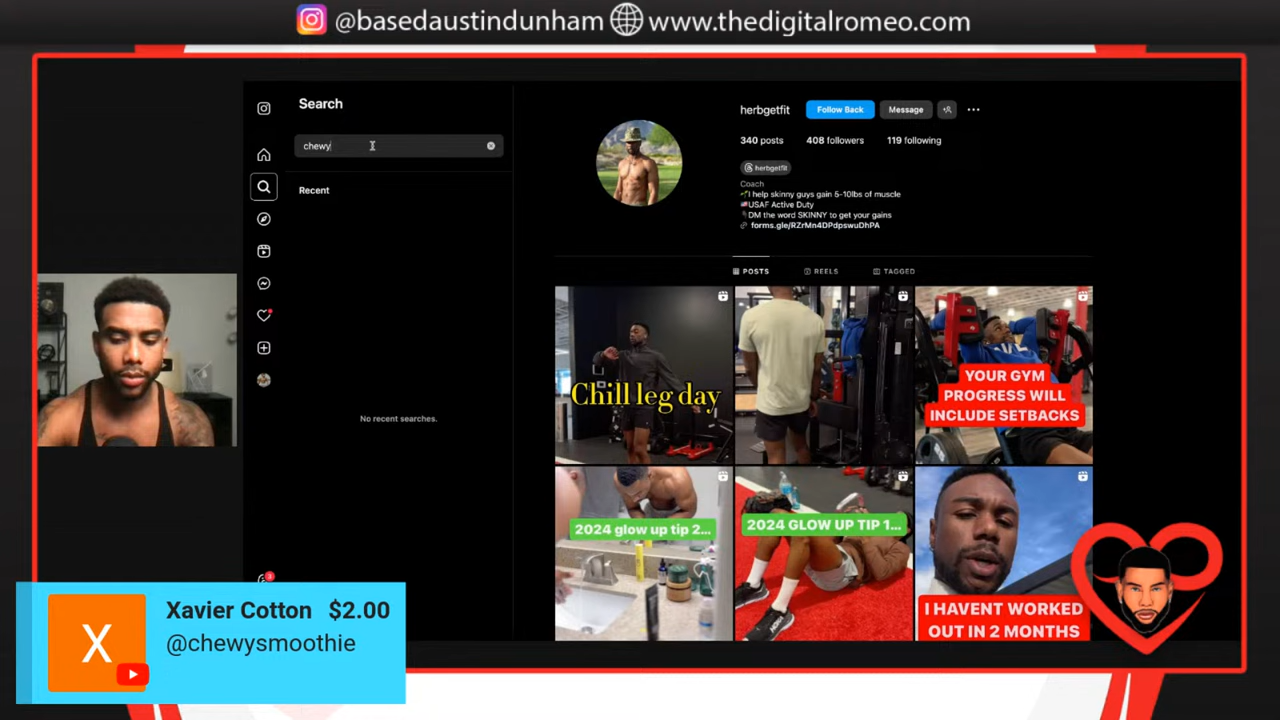 @basedaustindunham www.thedigitalromeo.com
Search
chewy
Recent
No recent searches.
herbgetfit Follow Back Message
340 posts 408 followers 119 following
herbgetfit
Coach
I help skinny guys gain 5-10lbs of muscle
USAF Active Duty
DM the word SKINNY to get your gains
forms.gle/RZrMn4DPdpswuDhPA
POSTS REELS TAGGED
Chill leg day
YOUR GYM
PROGRESS WILL
INCLUDE SETBACKS
2024 glow up tip 2...
2024 GLOW UP TIP 1...
I HAVENT WORKED
OUT IN 2 MONTHS
3
X
Xavier Cotton $2.00
@chewysmoothie